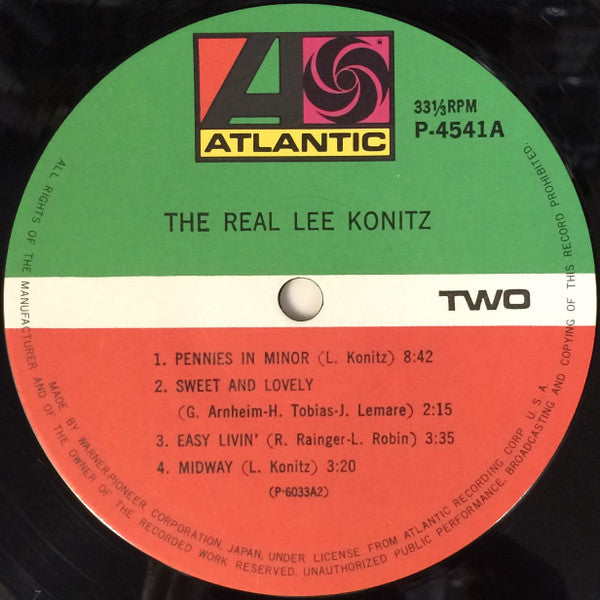 ATLANTIC
33⅓RPM
P-4541A
THE REAL LEE KONITZ
TWO
1. PENNIES IN MINOR (L. Konitz) 8:42
2. SWEET AND LOVELY
(G. Arnheim-H. Tobias-J. Lemare) 2:15
3. EASY LIVIN' (R. Rainger-L. Robin) 3:35
4. MIDWAY (L. Konitz) 3:20
(P-6033A2)
ALL RIGHTS OF THE MANUFACTURER AND OF THE OWNER OF THE RECORDED WORK RESERVED. UNAUTHORIZED PUBLIC PERFORMANCE, BROADCASTING AND COPYING OF THIS RECORD PROHIBITED.
MADE BY WARNER-PIONEER CORPORATION, JAPAN, UNDER LICENSE FROM ATLANTIC RECORDING CORP. U.S.A.